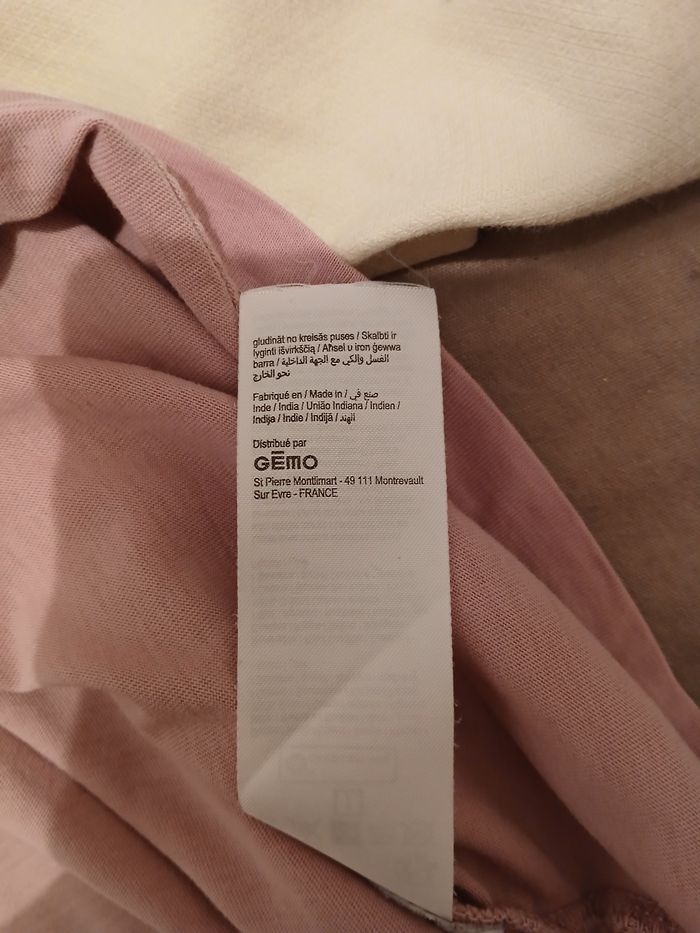 gludināt no kreisās puses / Skalbti ir
lyginti išvirkščią / Aħsel u iron ġewwa
barra / الغسل والكي مع الجهة الداخلية
نحو الخارج
Fabriqué en / Made in / صنع في
Inde / India / União Indiana / Indien /
Indija / Indie / Indijā / الهند
Distribué par
GĒMO
St Pierre Montlimart - 49 111 Montrevault
Sur Evre - FRANCE